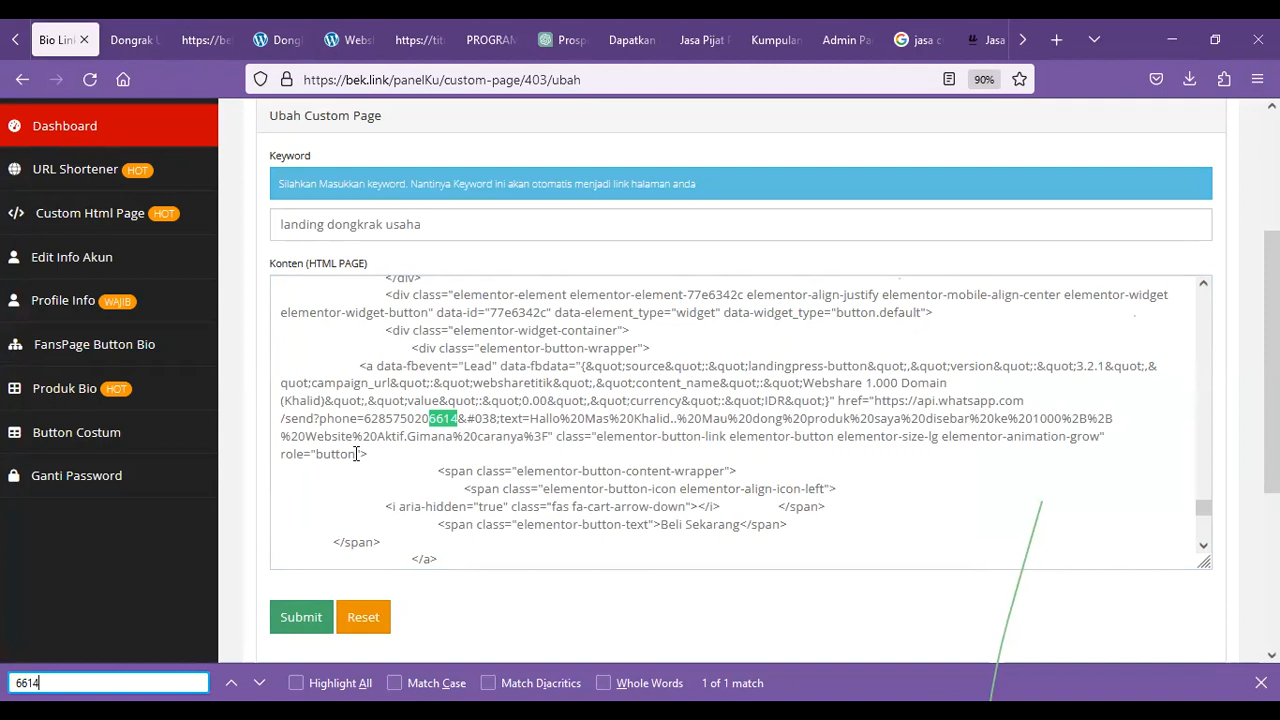 Bio Lin
Dongrak U
https://bel
Dongl
Websl
https://titi
PROGRAN
Prosp
Dapatkan
Jasa Pijat P
Kumpulan
Admin Pa
jasa c
Jasa
https://bek.link/panelKu/custom-page/403/ubah
90%
Dashboard
URL Shortener HOT
Custom Html Page HOT
Edit Info Akun
Profile Info WAJIB
FansPage Button Bio
Produk Bio HOT
Button Costum
Ganti Password
Ubah Custom Page
Keyword
Silahkan Masukkan keyword. Nantinya Keyword ini akan otomatis menjadi link halaman anda
landing dongkrak usaha
Konten (HTML PAGE)
</div>
<div class="elementor-element elementor-element-77e6342c elementor-align-justify elementor-mobile-align-center elementor-widget
elementor-widget-button" data-id="77e6342c" data-element_type="widget" data-widget_type="button.default">
<div class="elementor-widget-container">
<div class="elementor-button-wrapper">
<a data-fbevent="Lead" data-fbdata="{&quot;source&quot;:&quot;landingpress-button&quot;,&quot;version&quot;:&quot;3.2.1&quot;,&
quot;campaign_url&quot;:&quot;websharetitik&quot;,&quot;content_name&quot;:&quot;Webshare 1.000 Domain
(Khalid)&quot;,&quot;value&quot;:&quot;0.00&quot;,&quot;currency&quot;:&quot;IDR&quot;}" href="https://api.whatsapp.com
/send?phone=6285750206614&#038;text=Hallo%20Mas%20Khalid..%20Mau%20dong%20produk%20saya%20disebar%20ke%201000%2B%2B
%20Website%20Aktif.Gimana%20caranya%3F" class="elementor-button-link elementor-button elementor-size-lg elementor-animation-grow"
role="button">
<span class="elementor-button-content-wrapper">
<span class="elementor-button-icon elementor-align-icon-left">
<i aria-hidden="true" class="fas fa-cart-arrow-down"></i> </span>
<span class="elementor-button-text">Beli Sekarang</span>
</span>
</a>
Submit
Reset
6614
Highlight All
Match Case
Match Diacritics
Whole Words
1 of 1 match